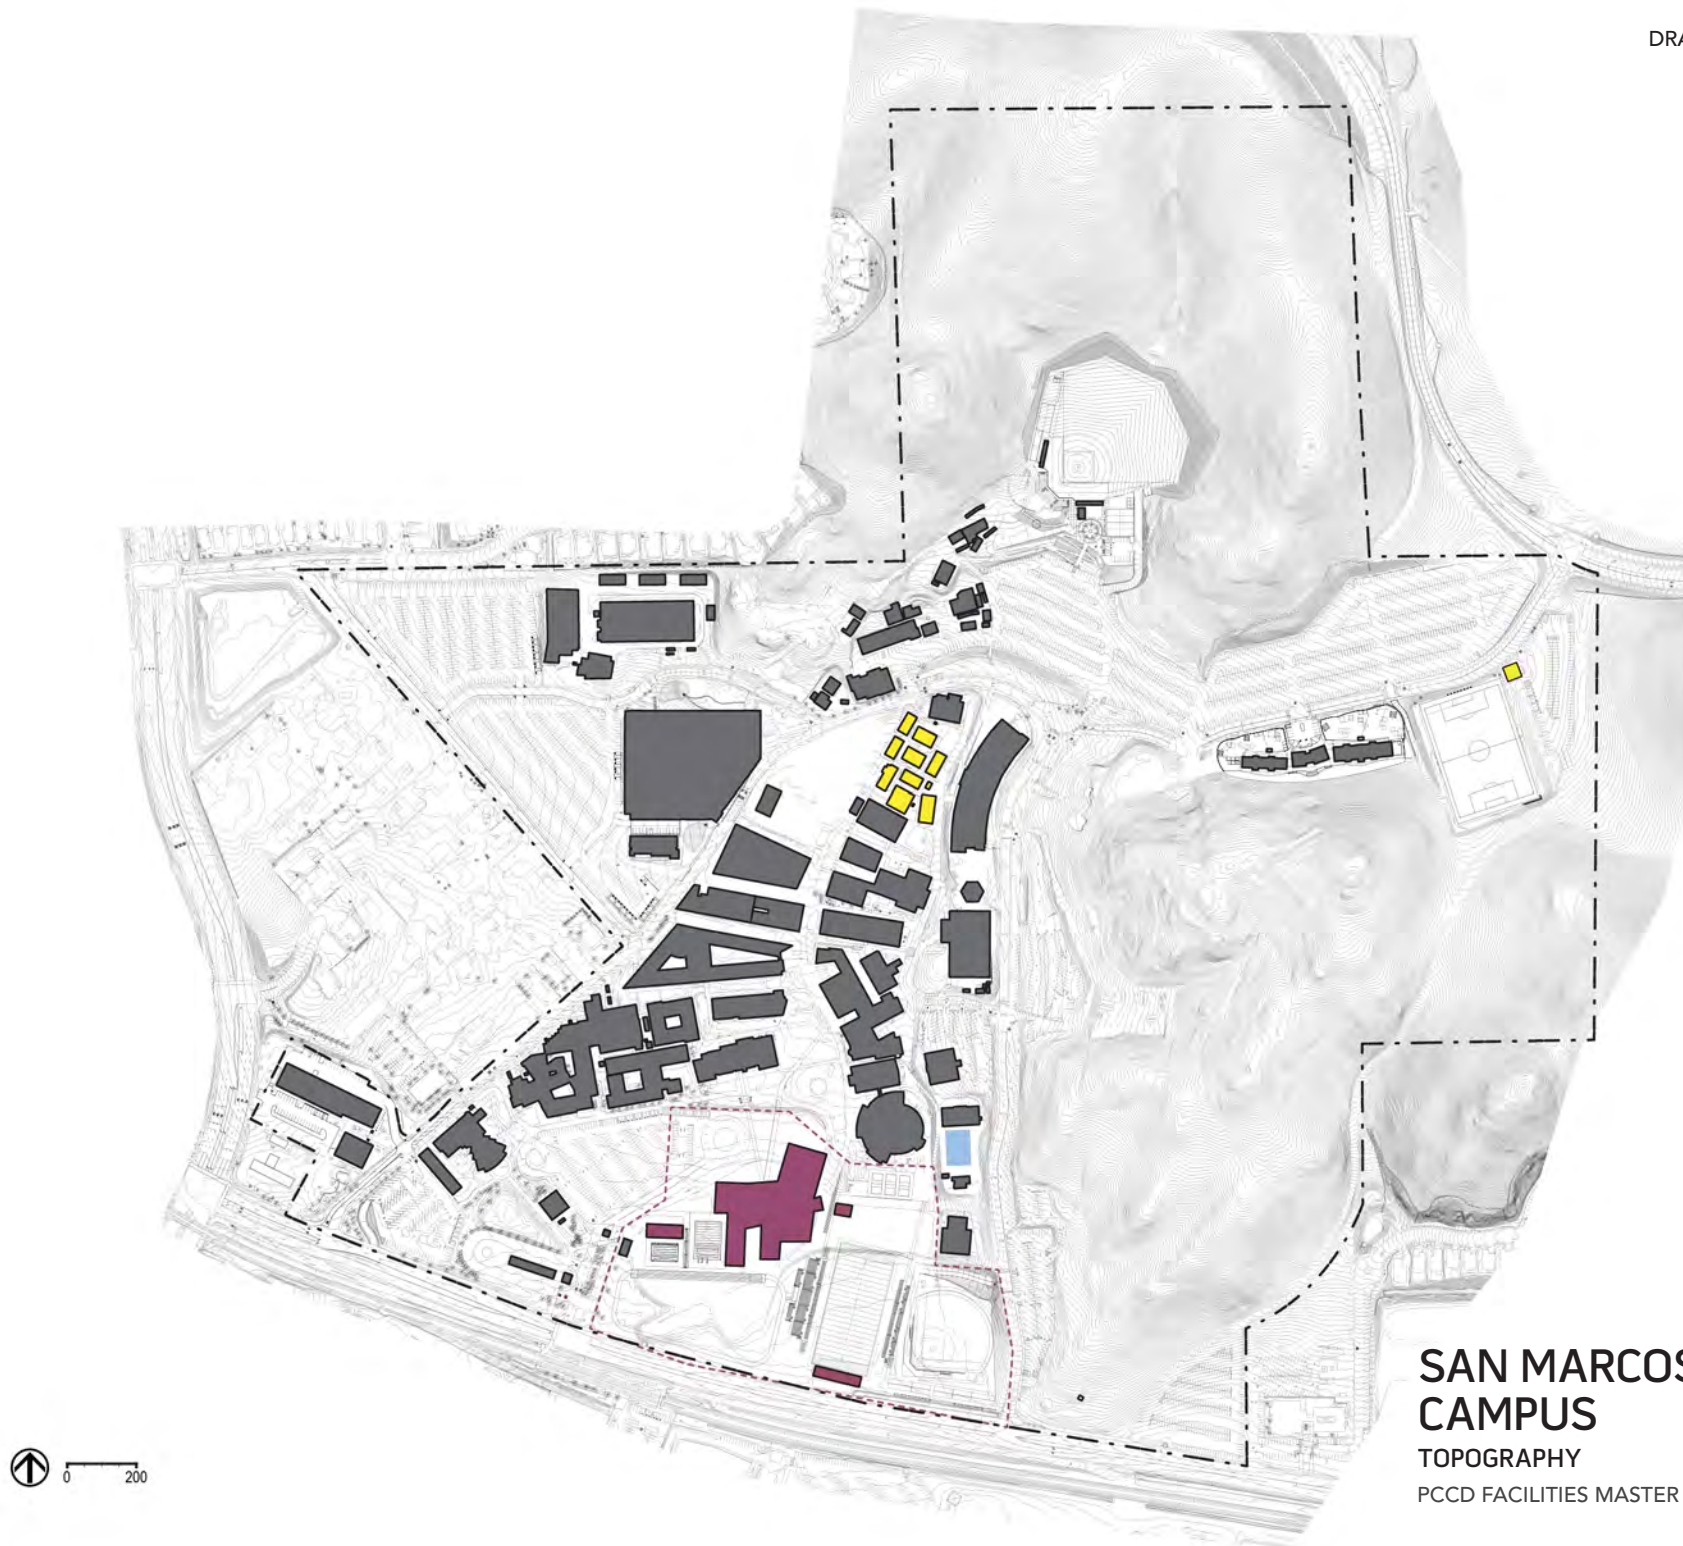 DRA
SAN MARCOS
CAMPUS
TOPOGRAPHY
PCCD FACILITIES MASTER
0 200